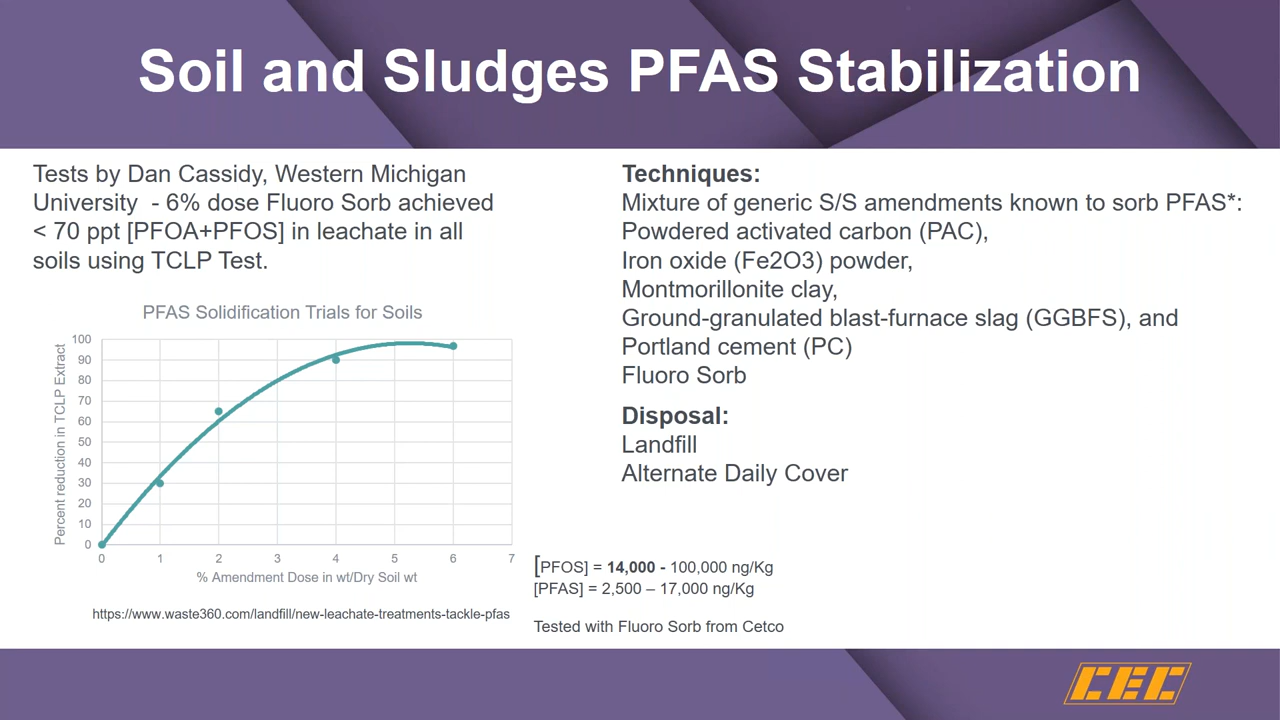 Soil and Sludges PFAS Stabilization
Tests by Dan Cassidy, Western Michigan
University - 6% dose Fluoro Sorb achieved
< 70 ppt [PFOA+PFOS] in leachate in all
soils using TCLP Test.
PFAS Solidification Trials for Soils
Percent reduction in TCLP Extract
100
90
80
70
60
50
40
30
20
10
0
0 1 2 3 4 5 6 7
% Amendment Dose in wt/Dry Soil wt
https://www.waste360.com/landfill/new-leachate-treatments-tackle-pfas
Techniques:
Mixture of generic S/S amendments known to sorb PFAS*:
Powdered activated carbon (PAC),
Iron oxide (Fe2O3) powder,
Montmorillonite clay,
Ground-granulated blast-furnace slag (GGBFS), and
Portland cement (PC)
Fluoro Sorb
Disposal:
Landfill
Alternate Daily Cover
[PFOS] = 14,000 - 100,000 ng/Kg
[PFAS] = 2,500 – 17,000 ng/Kg
Tested with Fluoro Sorb from Cetco
CEC